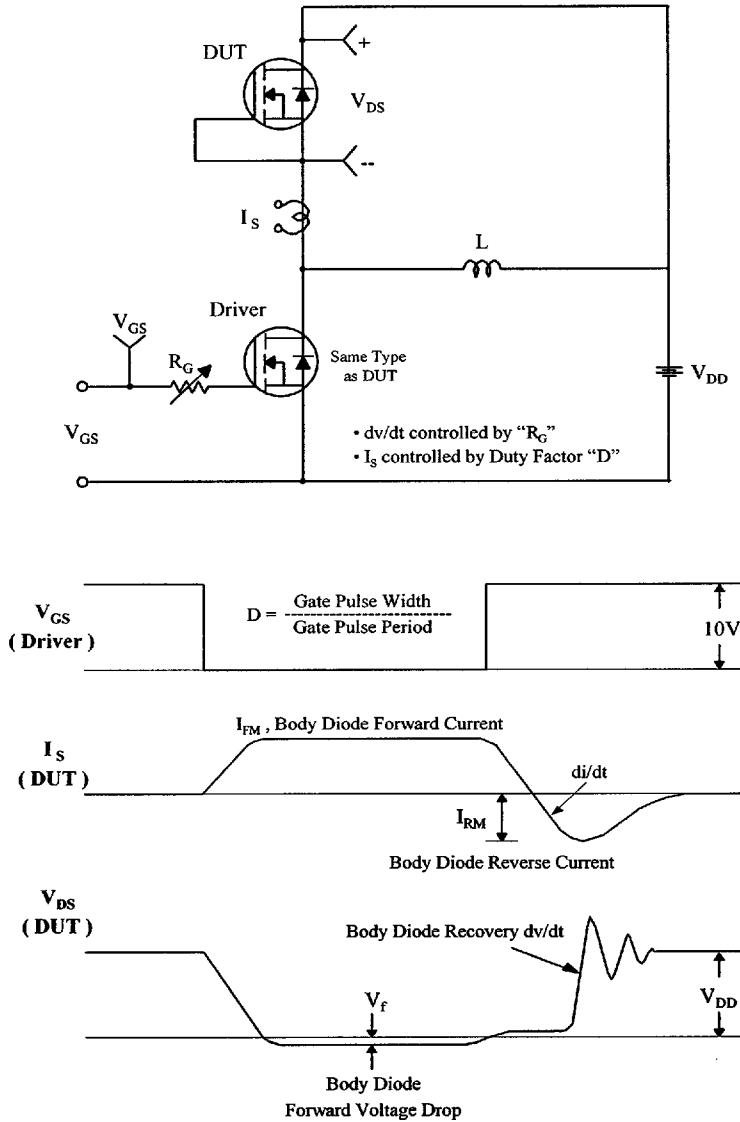 DUT
+
V_DS
--
I_S
L
Driver
V_GS
R_G
Same Type
as DUT
V_DD
V_GS
• dv/dt controlled by “R_G”
• I_S controlled by Duty Factor “D”
V_GS
( Driver )
D = Gate Pulse Width
Gate Pulse Period
10V
I_FM , Body Diode Forward Current
I_S
( DUT )
di/dt
I_RM
Body Diode Reverse Current
V_DS
( DUT )
Body Diode Recovery dv/dt
V_f
V_DD
Body Diode
Forward Voltage Drop